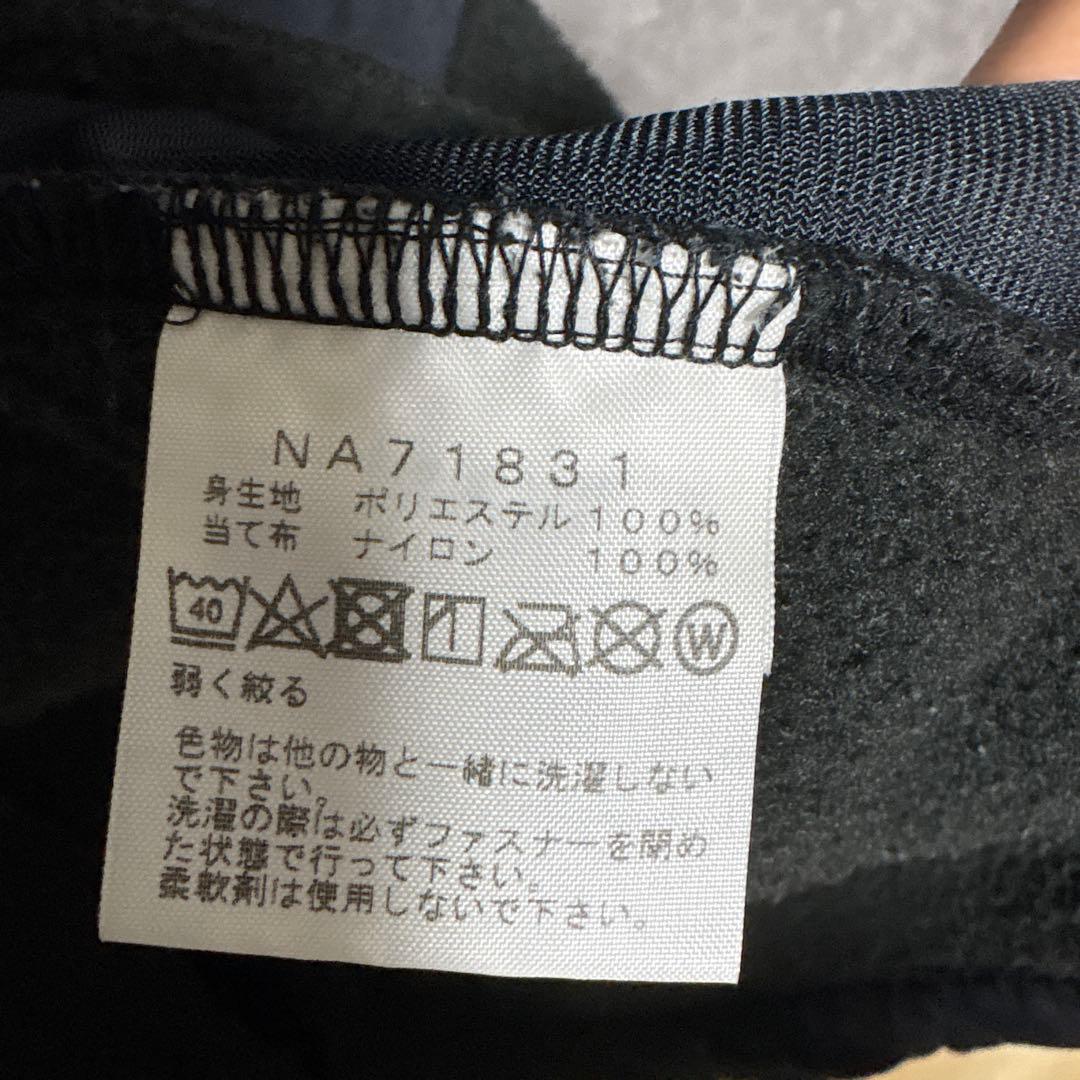 NA71831
身生地 ポリエステル 100%
当て布 ナイロン 100%
40 W
弱く絞る
色物は他の物と一緒に洗濯しない
で下さい。
洗濯の際は必ずファスナーを閉め
た状態で行って下さい。
柔軟剤は使用しないで下さい。